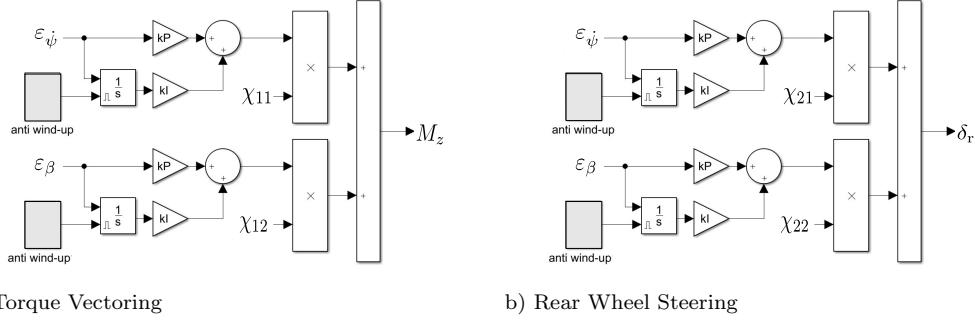 ε_ψ̇ kP + + × + 1/s kI χ11 anti wind-up
M_z
ε_β kP + + × + 1/s kI χ12 anti wind-up
Torque Vectoring
ε_ψ̇ kP + + × + 1/s kI χ21 anti wind-up
δ_r
ε_β kP + + × + 1/s kI χ22 anti wind-up
b) Rear Wheel Steering